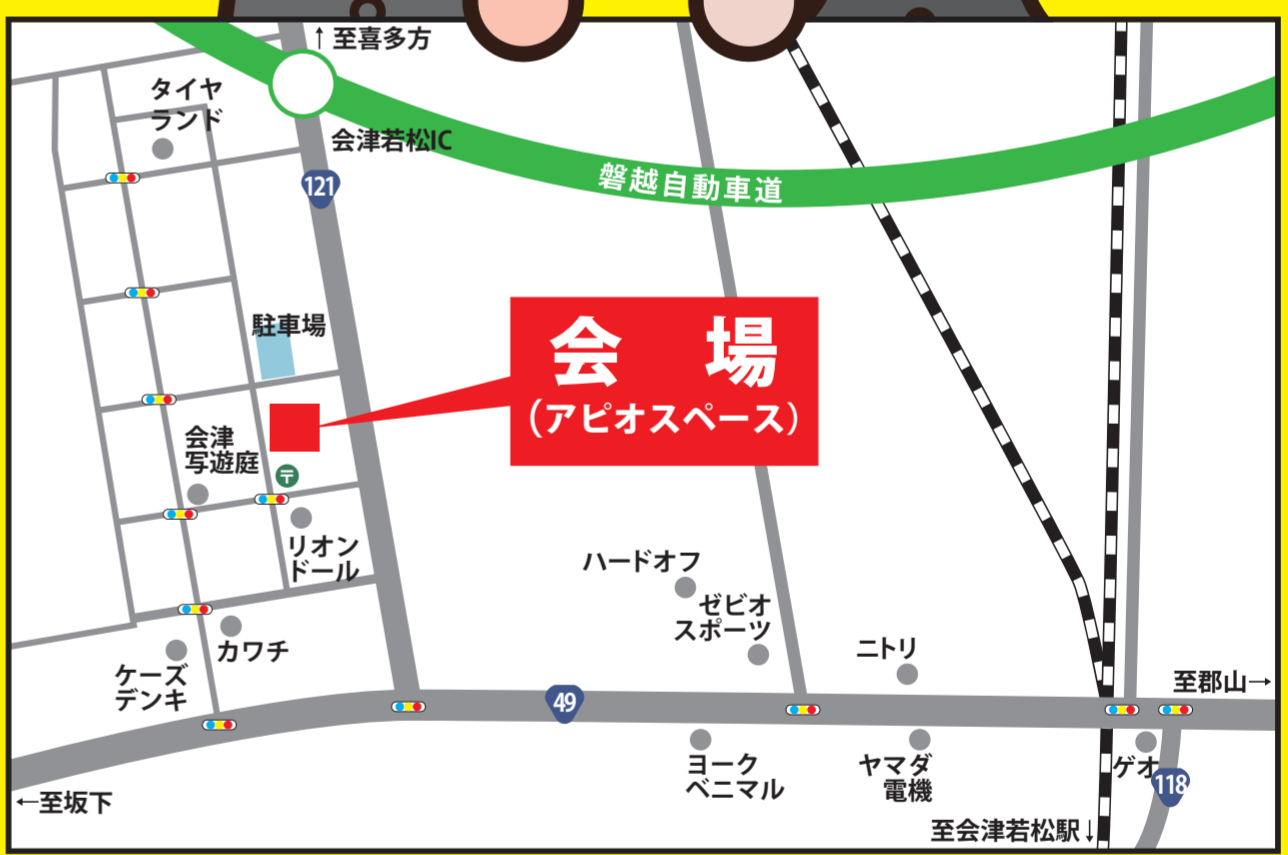 ↑至喜多方
タイヤ
ランド
会津若松IC
磐越自動車道
121
駐車場
会　場
（アピオスペース）
会津
写遊庭
〒
リオン
ドール
ハードオフ
ゼビオ
スポーツ
ニトリ
カワチ
ケーズ
デンキ
至郡山→
49
ヨーク
ベニマル
ヤマダ
電機
ゲオ
118
←至坂下
至会津若松駅↓